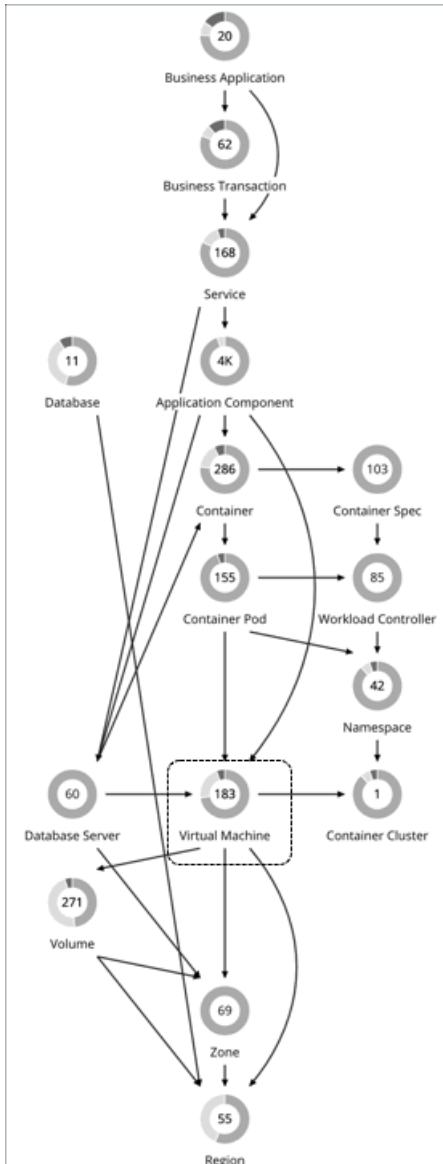 20
Business Application
62
Business Transaction
168
Service
11
Database
4K
Application Component
286
Container
103
Container Spec
155
Container Pod
85
Workload Controller
42
Namespace
60
Database Server
183
Virtual Machine
1
Container Cluster
271
Volume
69
Zone
55
Region